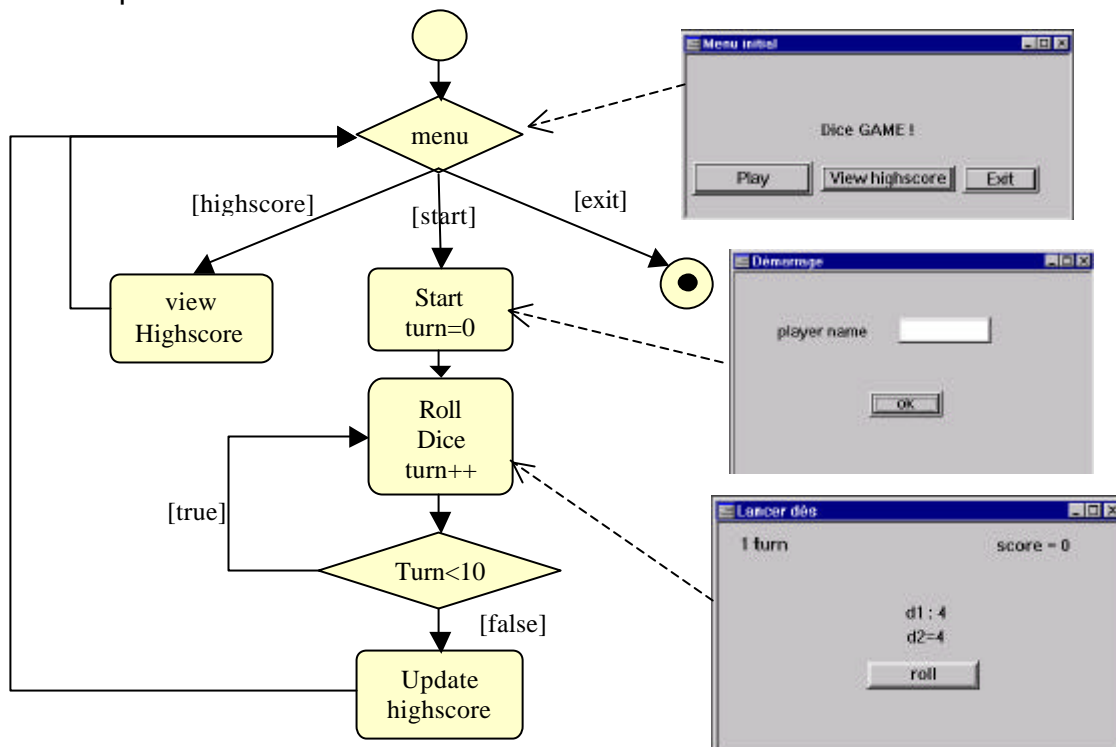 Menu initial
Dice GAME !
menu
Play
View highscore
Exit
[highscore]
[start]
[exit]
Démarrage
view
Highscore
Start
turn=0
player name
OK
Roll
Dice
turn++
[true]
Lancer dés
1 turn
score = 0
Turn<10
d1 : 4
d2=4
[false]
roll
Update
highscore